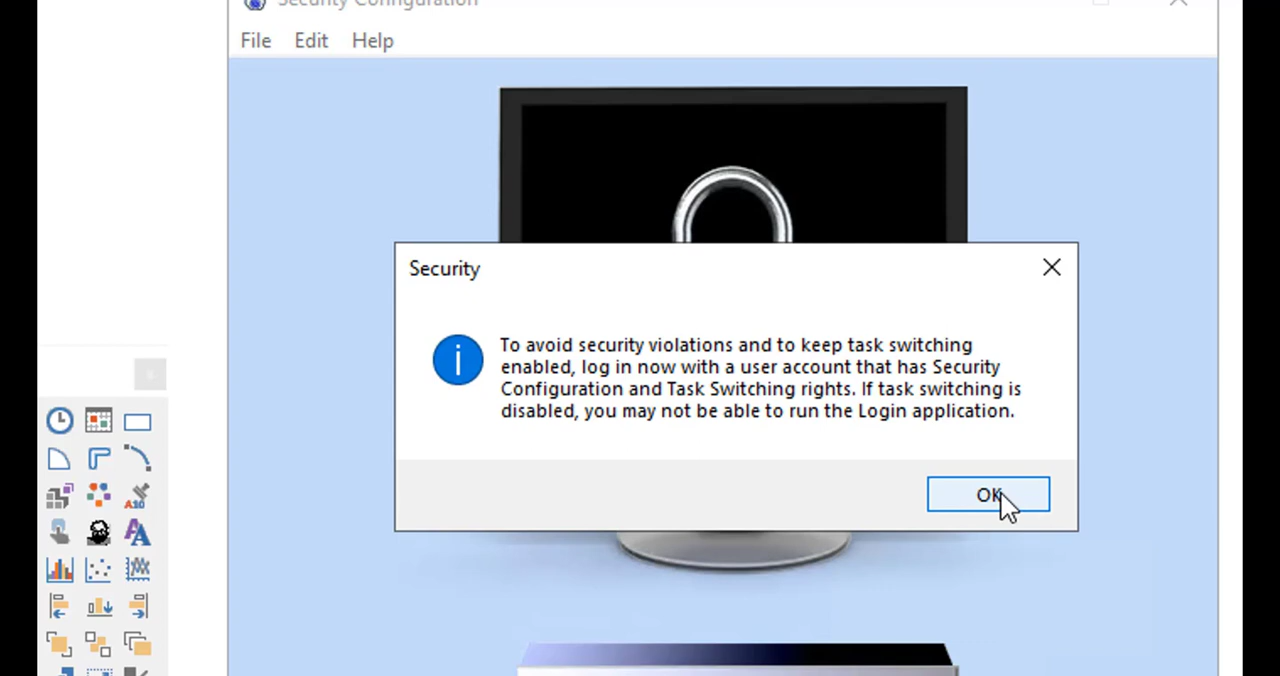 Security Configuration
File Edit Help
Security
To avoid security violations and to keep task switching
enabled, log in now with a user account that has Security
Configuration and Task Switching rights. If task switching is
disabled, you may not be able to run the Login application.
OK